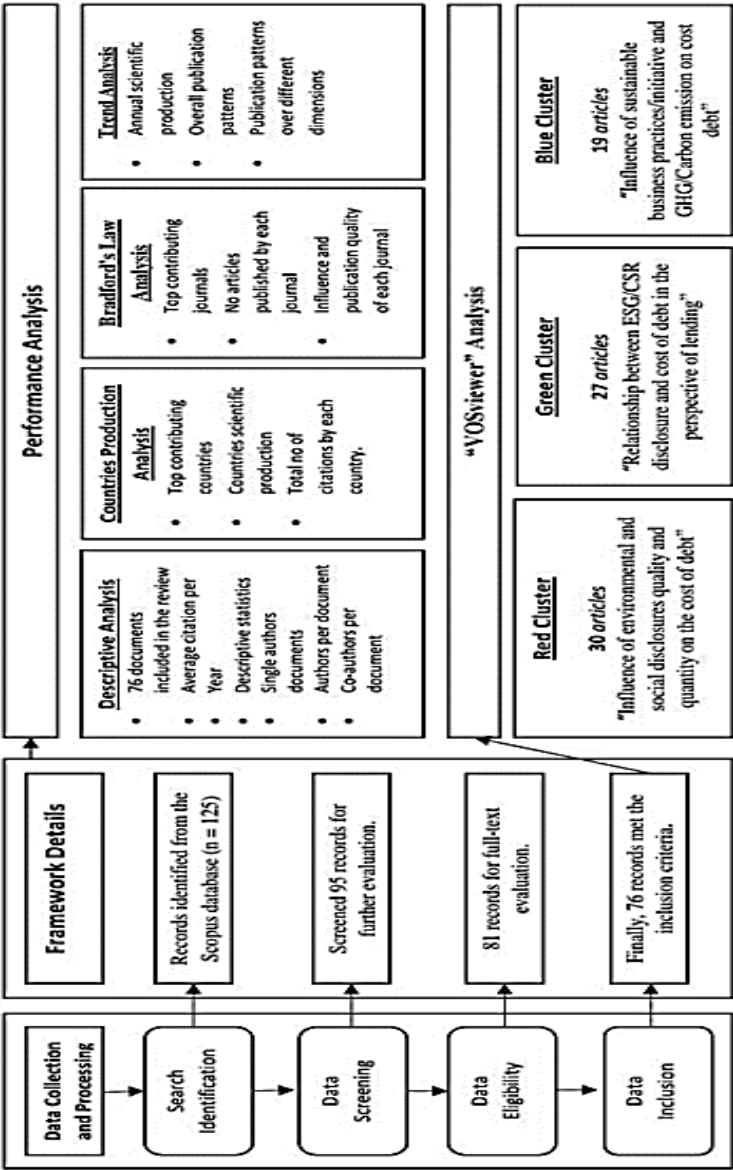 Data Collection
and Processing
Search
Identification
Data
Screening
Data
Eligibility
Data
Inclusion
Framework Details
Records identified from the
Scopus database (n = 125)
Screened 95 records for
further evaluation.
81 records for full-text
evaluation.
Finally, 76 records met the
inclusion criteria.
Performance Analysis
Descriptive Analysis
• 76 documents
included in the review
• Average citation per
• Year
• Descriptive statistics
• Single authors
documents
• Authors per document
• Co-authors per
document
Countries Production
Analysis
• Top contributing
countries
• Countries scientific
production
• Total no of
citations by each
country.
Bradford's Law
Analysis
• Top contributing
journals
• No articles
published by each
journal
• Influence and
publication quality
of each journal
Trend Analysis
• Annual scientific
production
• Overall publication
patterns
• Publication patterns
over different
dimensions
"VOSviewer" Analysis
Red Cluster
30 articles
"Influence of environmental and
social disclosures quality and
quantity on the cost of debt"
Green Cluster
27 articles
"Relationship between ESG/CSR
disclosure and cost of debt in the
perspective of lending"
Blue Cluster
19 articles
"Influence of sustainable
business practices/initiative and
GHG/Carbon emission on cost
debt"